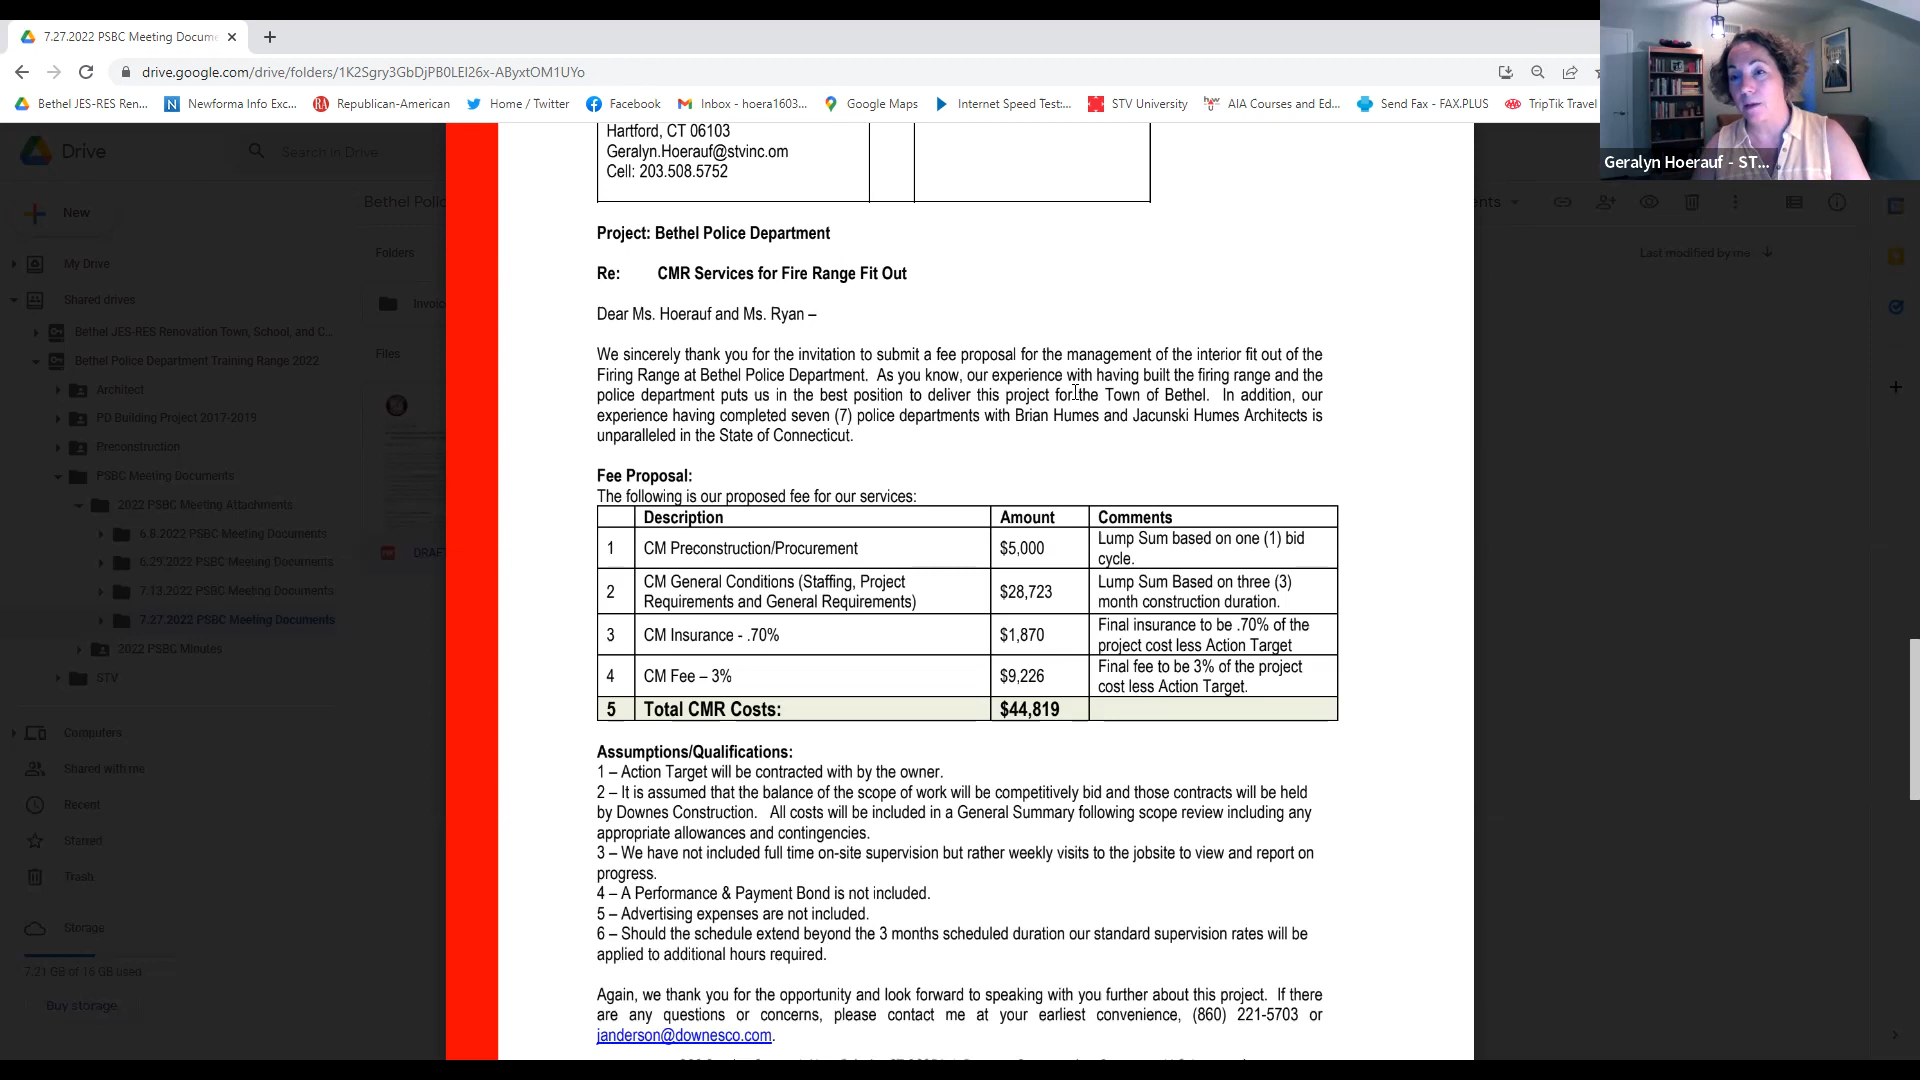 7.27.2022 PSBC Meeting Docum
drive.google.com/drive/folders/1K2Sgry3GbDjPB0LEI26x-AByxtOM1UYo
Bethel JES-RES Ren... Newforma Info Exc... Republican-American Home / Twitter Facebook Inbox - hoera1603... Google Maps Internet Speed Test:... STV University AIA Courses and Ed... Send Fax - FAX.PLUS TripTik Travel
Geralyn Hoerauf - ST...
Drive
Search in Drive
New
My Drive
Shared drives
Bethel JES-RES Renovation Town, School, and C...
Bethel Police Department Training Range 2022
Architect
PD Building Project 2017-2019
Preconstruction
PSBC Meeting Documents
2022 PSBC Meeting Attachments
6.8.2022 PSBC Meeting Documents
6.29.2022 PSBC Meeting Documents
7.13.2022 PSBC Meeting Documents
7.27.2022 PSBC Meeting Documents
2022 PSBC Minutes
STV
Computers
Shared with me
Recent
Starred
Trash
Storage
7.21 GB of 16 GB used
Buy storage
Bethel Polic
nts
Folders
Last modified by me
Invoic
Files
DRAF
Hartford, CT 06103
Geralyn.Hoerauf@stvinc.om
Cell: 203.508.5752
Project: Bethel Police Department
Re: CMR Services for Fire Range Fit Out
Dear Ms. Hoerauf and Ms. Ryan –
We sincerely thank you for the invitation to submit a fee proposal for the management of the interior fit out of the
Firing Range at Bethel Police Department. As you know, our experience with having built the firing range and the
police department puts us in the best position to deliver this project for the Town of Bethel. In addition, our
experience having completed seven (7) police departments with Brian Humes and Jacunski Humes Architects is
unparalleled in the State of Connecticut.
Fee Proposal:
The following is our proposed fee for our services:
Description Amount Comments
1 CM Preconstruction/Procurement $5,000 Lump Sum based on one (1) bid
cycle.
2 CM General Conditions (Staffing, Project
Requirements and General Requirements) $28,723 Lump Sum Based on three (3)
month construction duration.
3 CM Insurance - .70% $1,870 Final insurance to be .70% of the
project cost less Action Target
4 CM Fee – 3% $9,226 Final fee to be 3% of the project
cost less Action Target.
5 Total CMR Costs: $44,819
Assumptions/Qualifications:
1 – Action Target will be contracted with by the owner.
2 – It is assumed that the balance of the scope of work will be competitively bid and those contracts will be held
by Downes Construction. All costs will be included in a General Summary following scope review including any
appropriate allowances and contingencies.
3 – We have not included full time on-site supervision but rather weekly visits to the jobsite to view and report on
progress.
4 – A Performance & Payment Bond is not included.
5 – Advertising expenses are not included.
6 – Should the schedule extend beyond the 3 months scheduled duration our standard supervision rates will be
applied to additional hours required.
Again, we thank you for the opportunity and look forward to speaking with you further about this project. If there
are any questions or concerns, please contact me at your earliest convenience, (860) 221-5703 or
janderson@downesco.com.